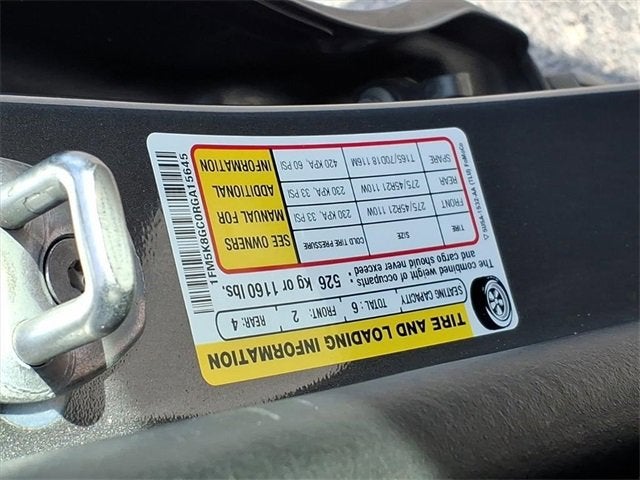 TIRE AND LOADING INFORMATION
SEATING CAPACITY TOTAL: 6 FRONT: 2 REAR: 4
The combined weight of occupants
and cargo should never exceed: 526 kg or 1160 lbs.
TIRE SIZE COLD TIRE PRESSURE
FRONT 275/45R21 110W 230 KPA, 33 PSI
REAR 275/45R21 110W 230 KPA, 33 PSI
SPARE T165/70D18 116M 420 KPA, 60 PSI
SEE OWNERS
MANUAL FOR
ADDITIONAL
INFORMATION
1FM5K8GC0RGA15645